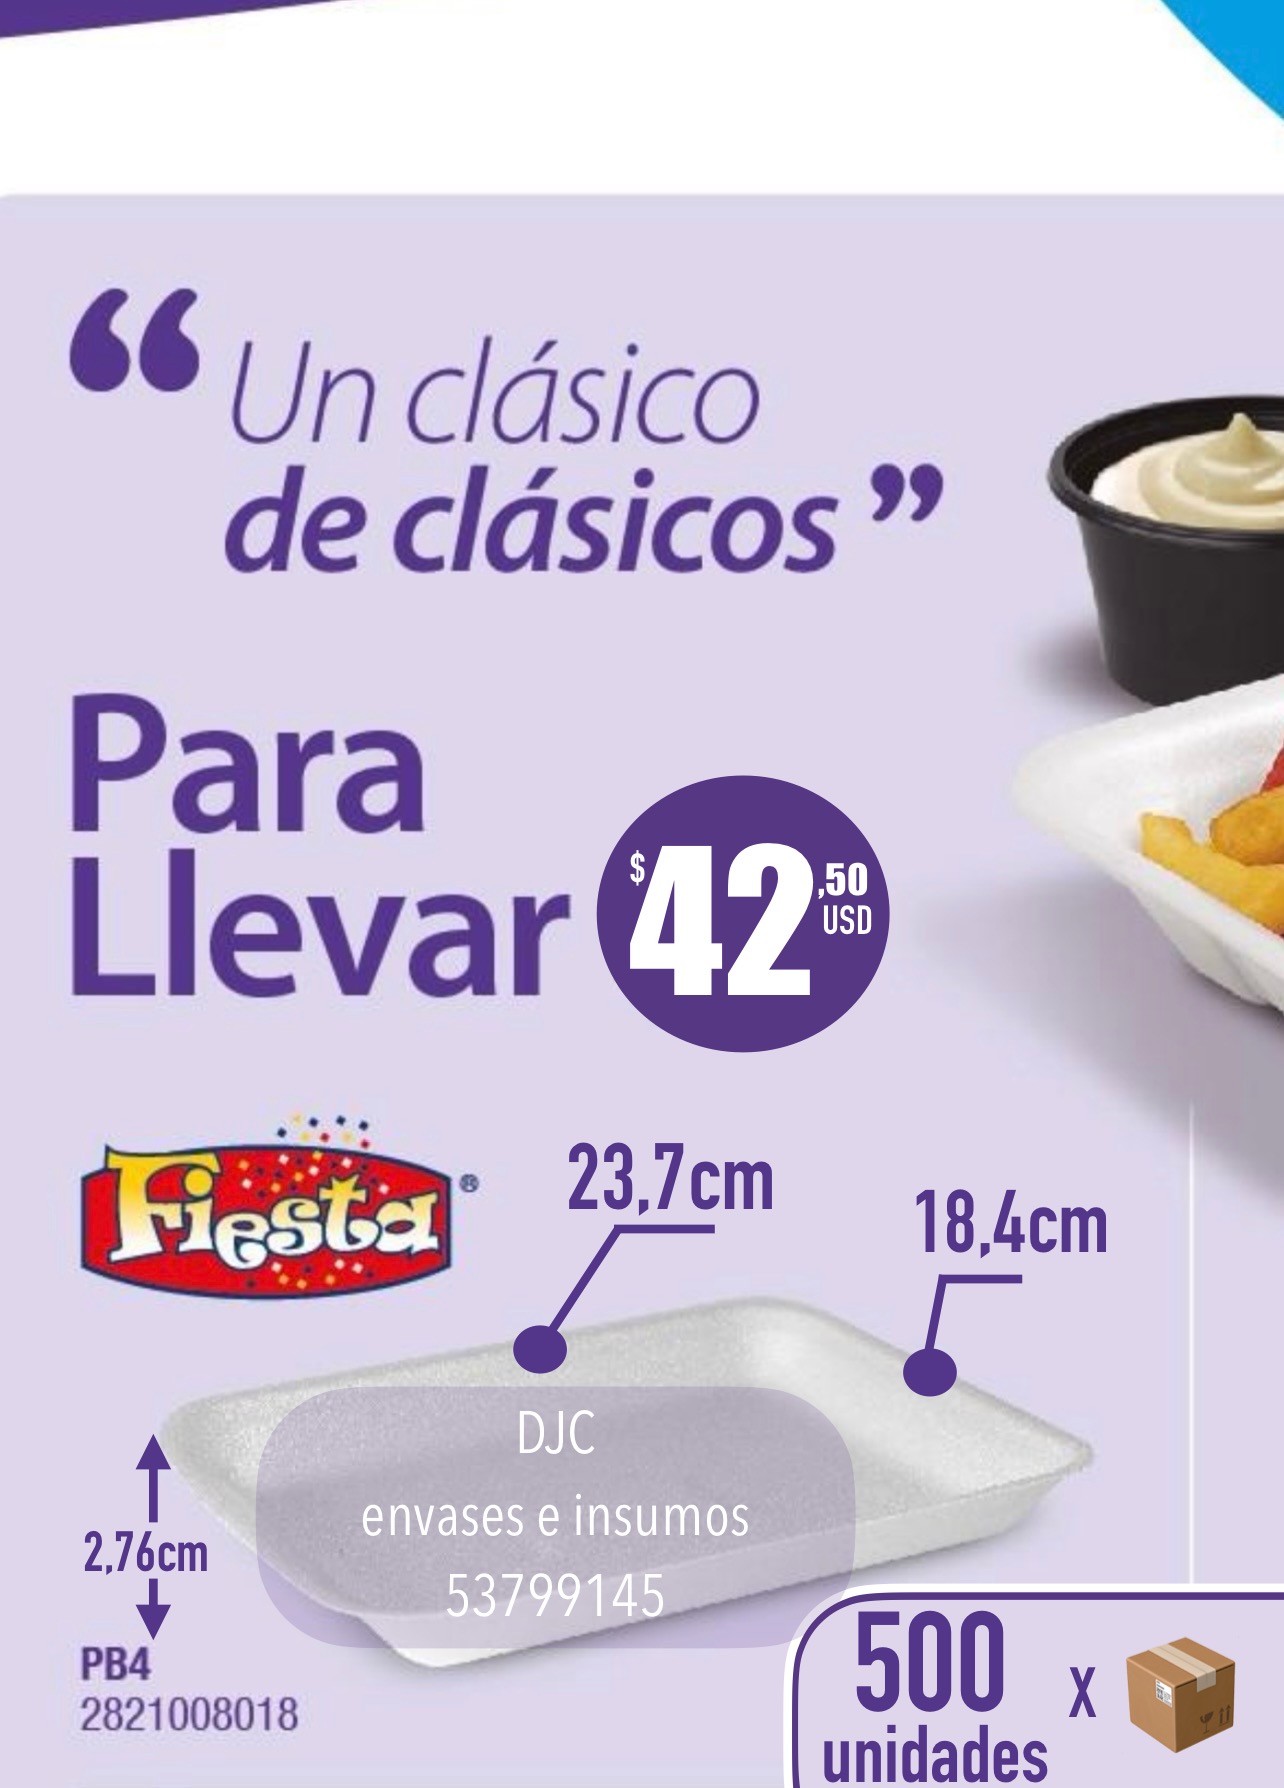 “ Un clásico
de clásicos ”
Para
Llevar
$42,50
USD
Fiesta®
23,7cm
18,4cm
DJC
envases e insumos
53799145
2,76cm
PB4
2821008018
500 x
unidades